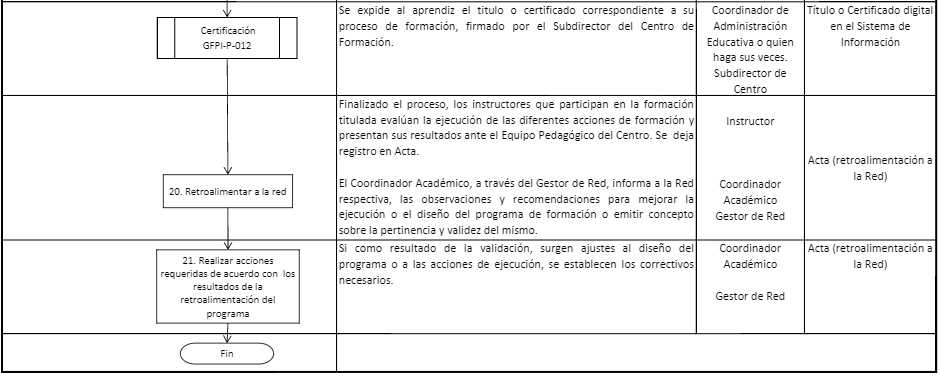 Certificación
GFPI-P-012
Se expide al aprendiz el titulo o certificado correspondiente a su
proceso de formación, firmado por el Subdirector del Centro de
Formación.
Coordinador de
Administración
Educativa o quien
haga sus veces.
Subdirector de
Centro
Título o Certificado digital
en el Sistema de
Información
20. Retroalimentar a la red
Finalizado el proceso, los instructores que participan en la formación
titulada evalúan la ejecución de las diferentes acciones de formación y
presentan sus resultados ante el Equipo Pedagógico del Centro. Se deja
registro en Acta.
El Coordinador Académico, a través del Gestor de Red, informa a la Red
respectiva, las observaciones y recomendaciones para mejorar la
ejecución o el diseño del programa de formación o emitir concepto
sobre la pertinencia y validez del mismo.
Instructor
Coordinador
Académico
Gestor de Red
Acta (retroalimentación a
la Red)
21. Realizar acciones
requeridas de acuerdo con los
resultados de la
retroalimentación del
programa
Si como resultado de la validación, surgen ajustes al diseño del
programa o a las acciones de ejecución, se establecen los correctivos
necesarios.
Coordinador
Académico
Gestor de Red
Acta (retroalimentación a
la Red)
Fin